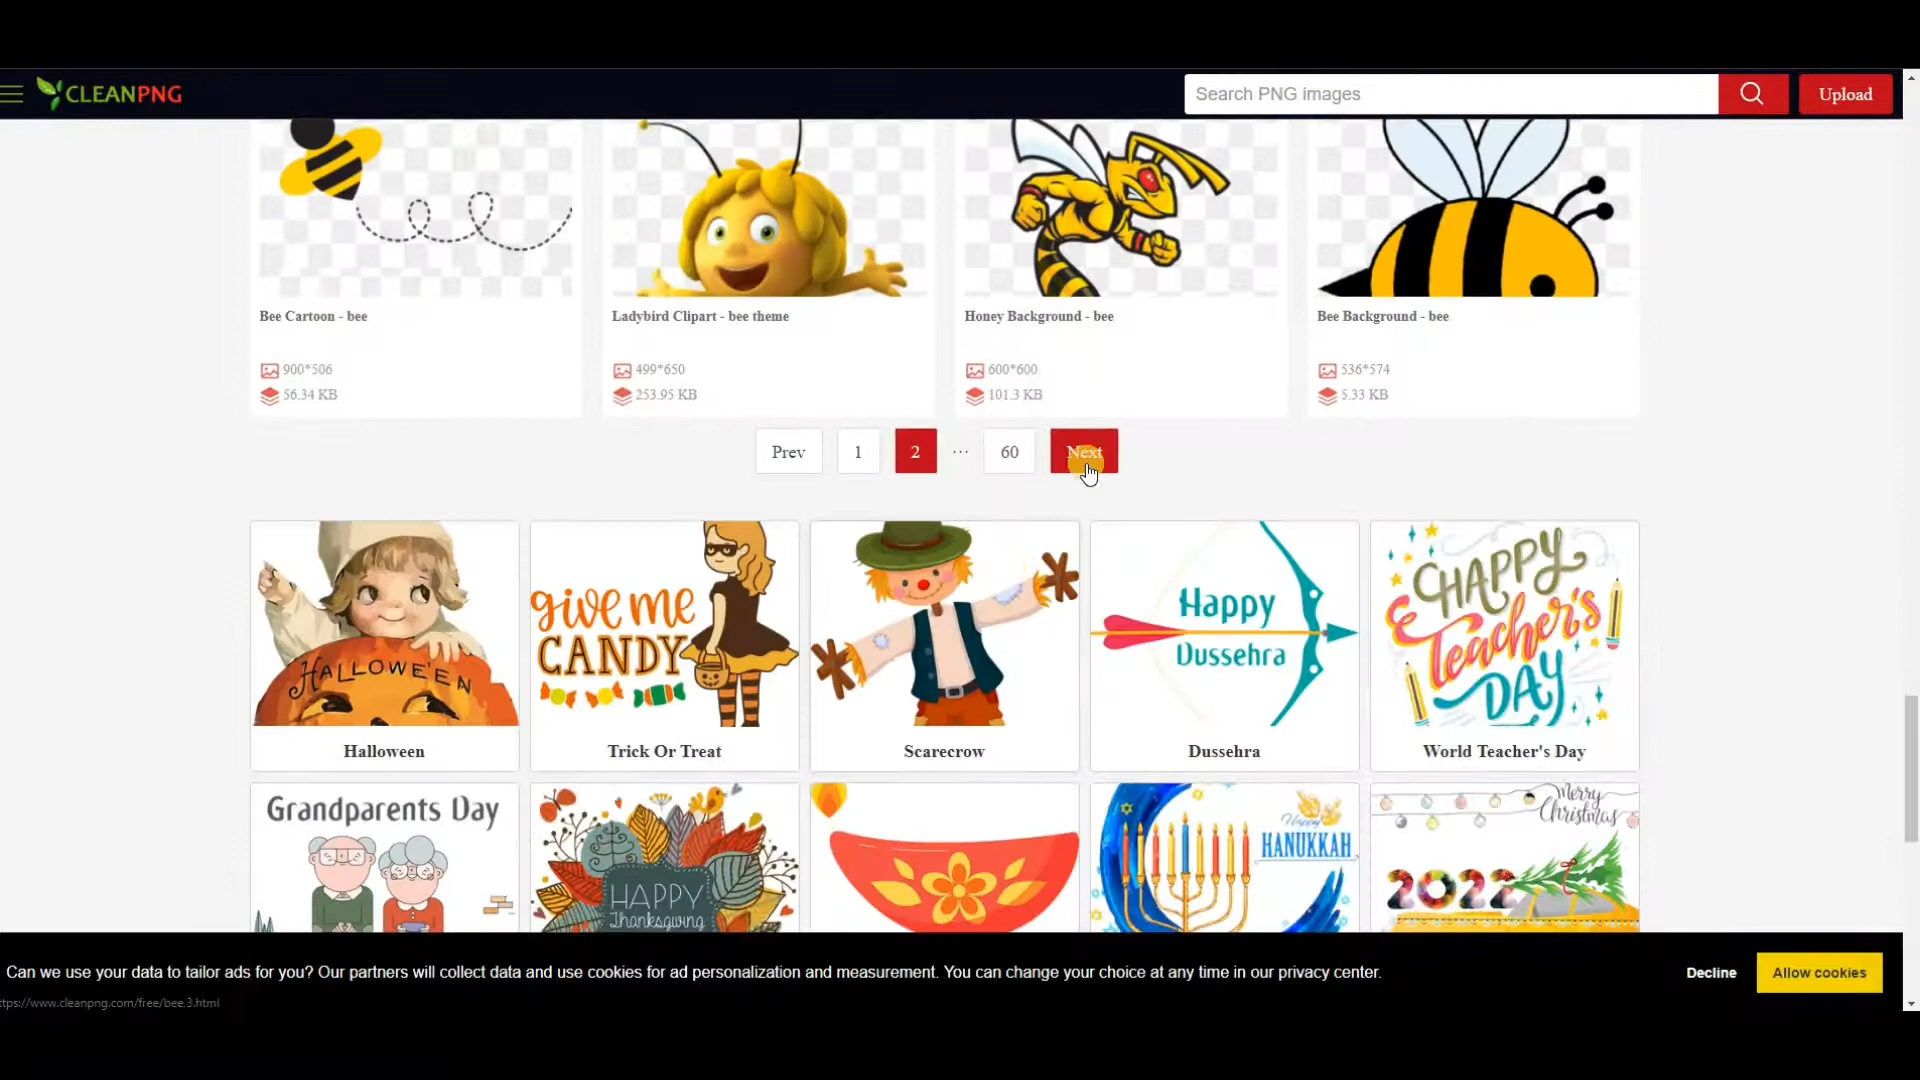 CLEANPNG
Search PNG images
Upload
Bee Cartoon - bee
900*506
56.34 KB
Ladybird Clipart - bee theme
499*650
253.95 KB
Honey Background - bee
600*600
101.3 KB
Bee Background - bee
536*574
5.33 KB
Prev
1
2
···
60
Next
HALLOWE'EN
Halloween
give me
CANDY
Trick Or Treat
Scarecrow
Happy
Dussehra
Dussehra
HAPPY
Teacher's
DAY
World Teacher's Day
Grandparents Day
HAPPY
Thanksgiving
Happy
HANUKKAH
Merry
Christmas
2022
Can we use your data to tailor ads for you? Our partners will collect data and use cookies for ad personalization and measurement. You can change your choice at any time in our privacy center.
Decline
Allow cookies
ttps://www.cleanpng.com/free/bee,3.html